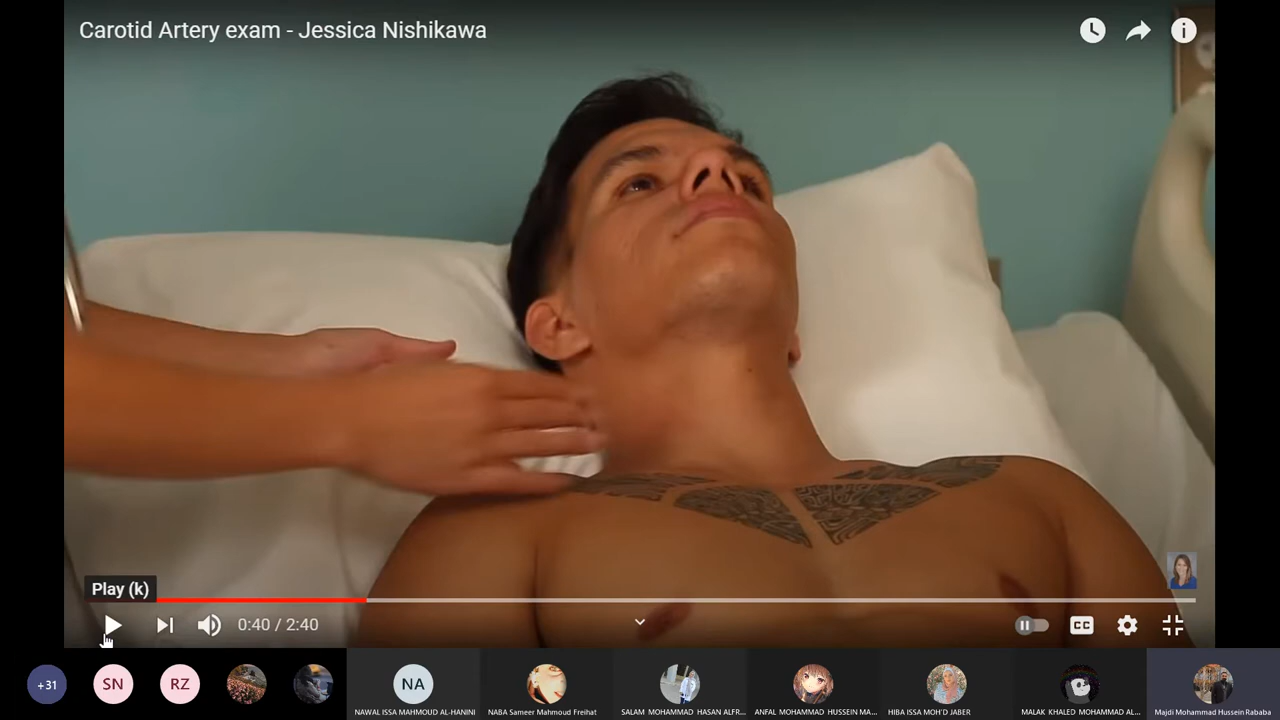 Carotid Artery exam - Jessica Nishikawa
Play (k)
0:40 / 2:40
CC
+31
SN
RZ
NA
NAWAL ISSA MAHMOUD AL-HANINI
NABA Sameer Mahmoud Freihat
SALAM MOHAMMAD HASAN ALFR...
ANFAL MOHAMMAD HUSSEIN MA...
HIBA ISSA MOH'D JABER
MALAK KHALED MOHAMMAD AL...
Majdi Mohammad Hussein Rababa